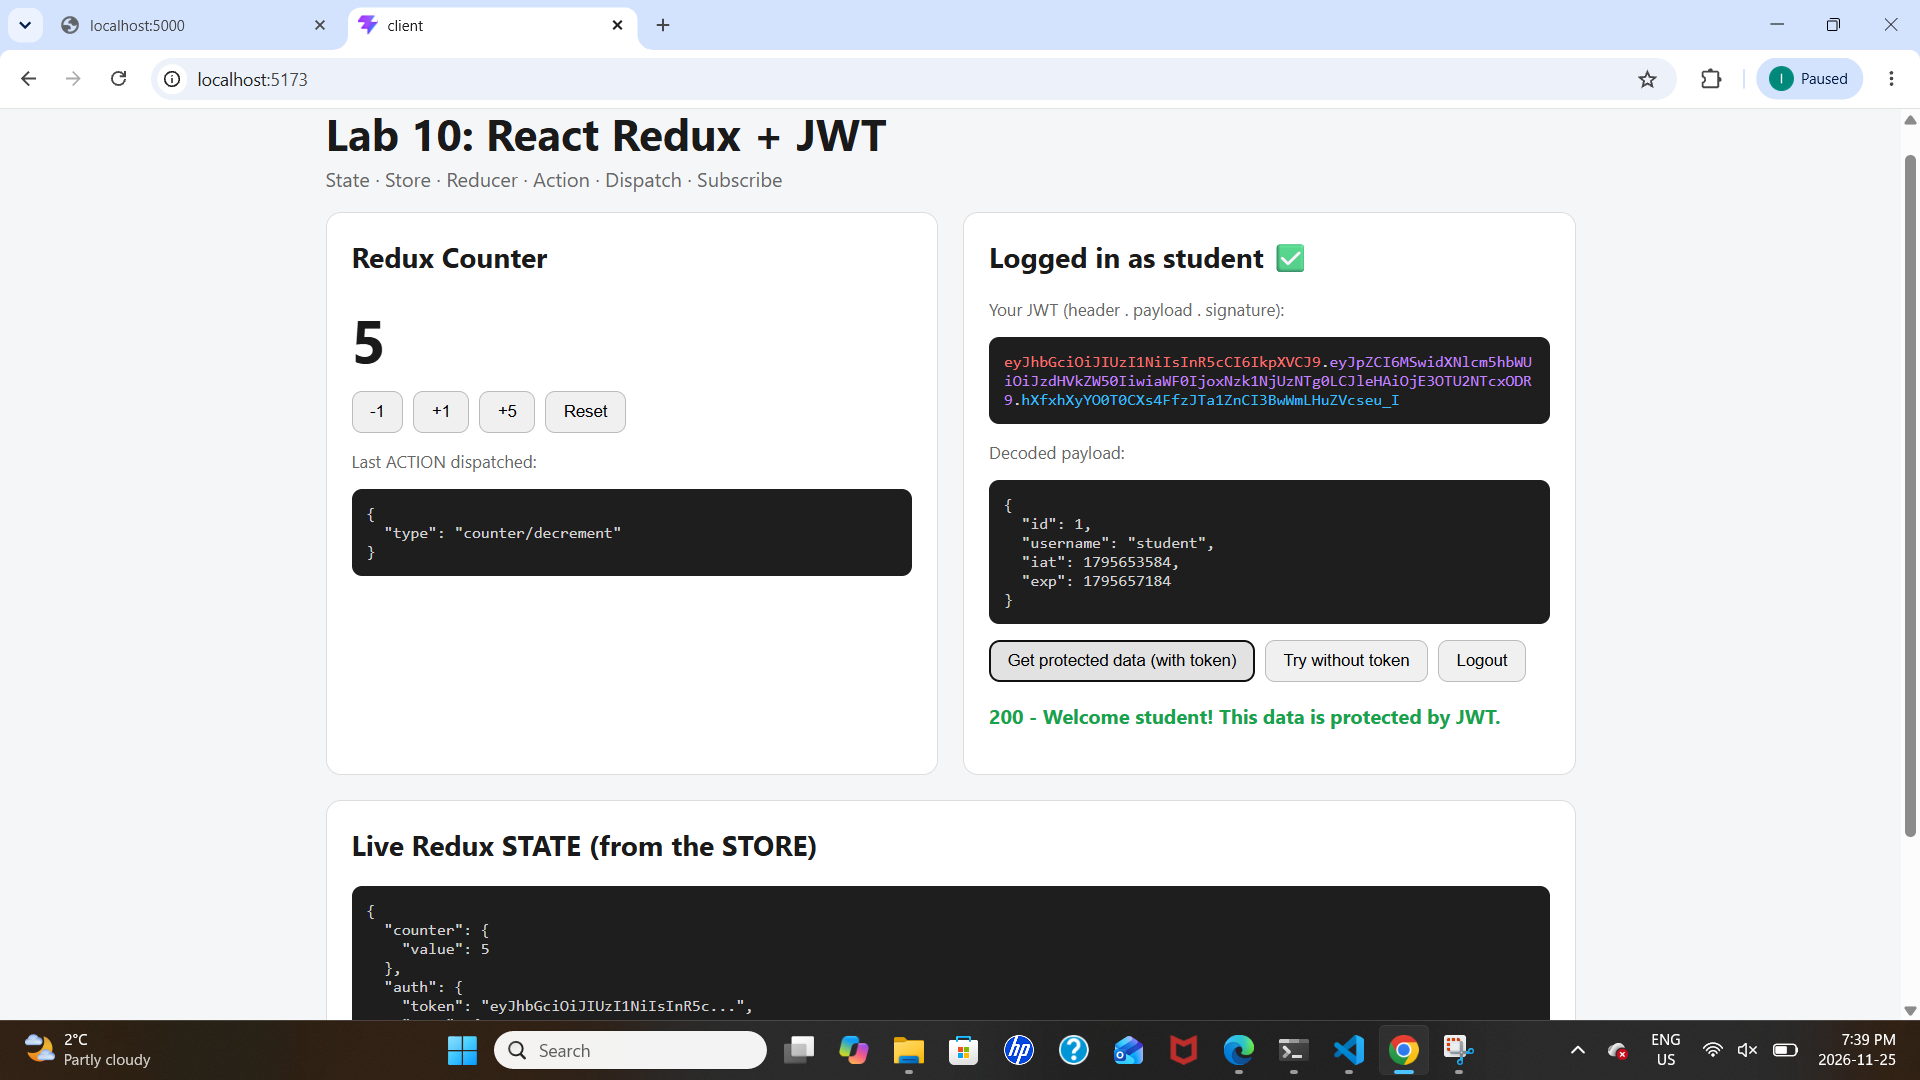 localhost:5000
client
localhost:5173
Paused
Lab 10: React Redux + JWT
State · Store · Reducer · Action · Dispatch · Subscribe
Redux Counter
5
-1 +1 +5 Reset
Last ACTION dispatched:
{
"type": "counter/decrement"
}
Logged in as student ✅
Your JWT (header . payload . signature):
eyJhbGciOiJIUzI1NiIsInR5cCI6IkpXVCJ9.eyJpZCI6MSwidXNlcm5hbWU
iOiJzdHVkZW50IiwiaWF0IjoxNzk1NjUzNTg0LCJleHAiOjE3OTU2NTcxODR
9.hXfxhXyYO0T0CXs4FfzJTa1ZnCI3BwWmLHuZVcseu_I
Decoded payload:
{
"id": 1,
"username": "student",
"iat": 1795653584,
"exp": 1795657184
}
Get protected data (with token) Try without token Logout
200 - Welcome student! This data is protected by JWT.
Live Redux STATE (from the STORE)
{
"counter": {
"value": 5
},
"auth": {
"token": "eyJhbGciOiJIUzI1NiIsInR5c...",
2°C
Partly cloudy
Search
hp
ENG
US
7:39 PM
2026-11-25